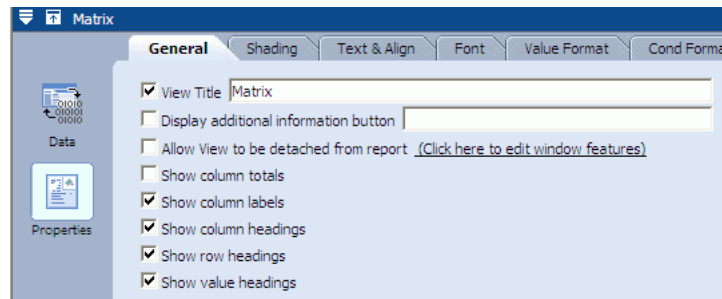 Matrix
General Shading Text & Align Font Value Format Cond Forma
View Title Matrix
Display additional information button
Data
Allow View to be detached from report (Click here to edit window features)
Show column totals
Show column labels
Properties
Show column headings
Show row headings
Show value headings